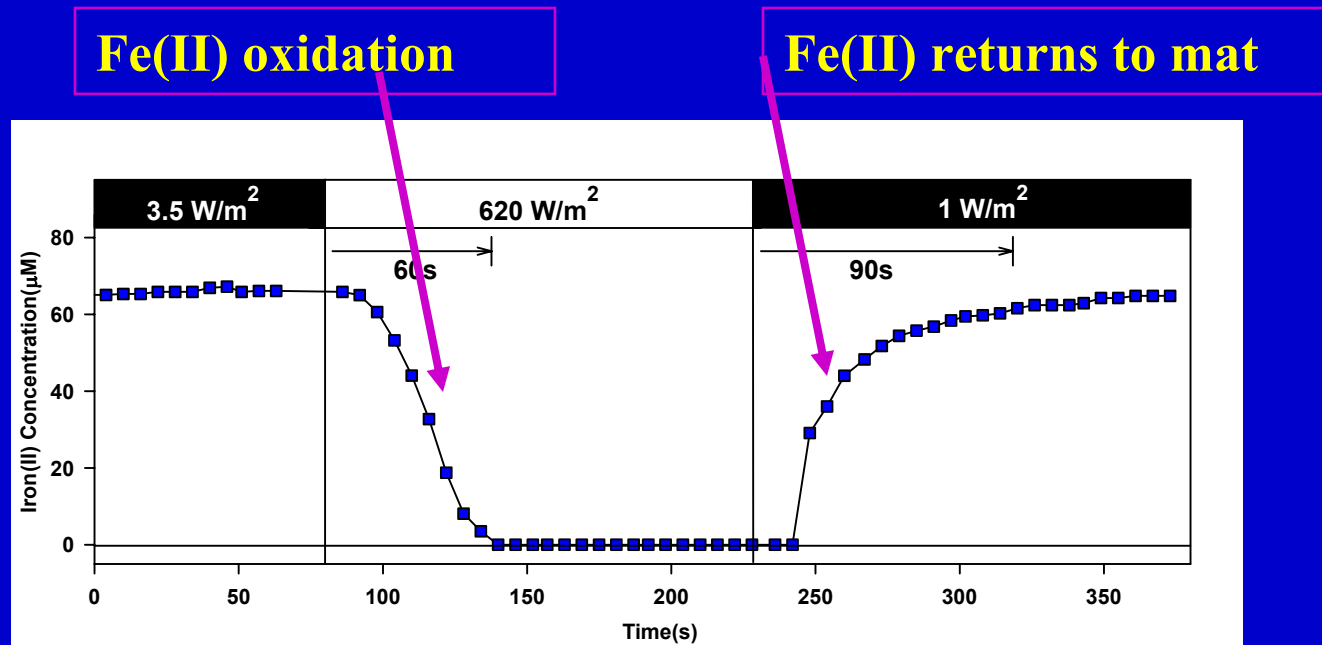 Fe(II) oxidation
Fe(II) returns to mat
3.5 W/m²
620 W/m²
1 W/m²
60s
90s
80
60
40
20
0
Iron(II) Concentration(µM)
0 50 100 150 200 250 300 350
Time(s)